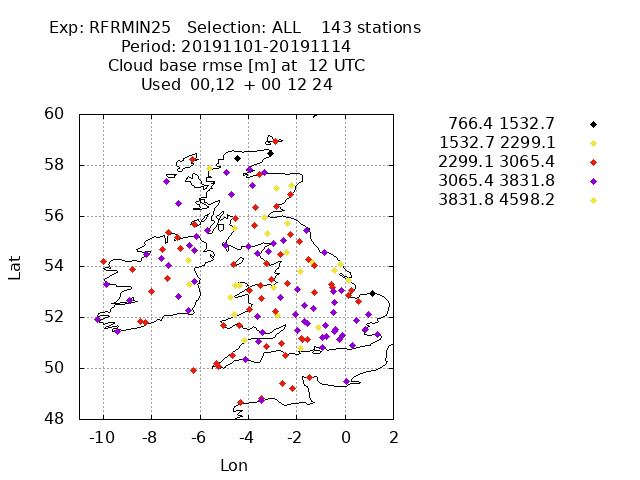 Exp: RFRMIN25 Selection: ALL 143 stations
Period: 20191101-20191114
Cloud base rmse [m] at 12 UTC
Used 00,12 + 00 12 24
766.4 1532.7
1532.7 2299.1
2299.1 3065.4
3065.4 3831.8
3831.8 4598.2
60
58
56
54
52
50
48
Lat
-10 -8 -6 -4 -2 0 2
Lon